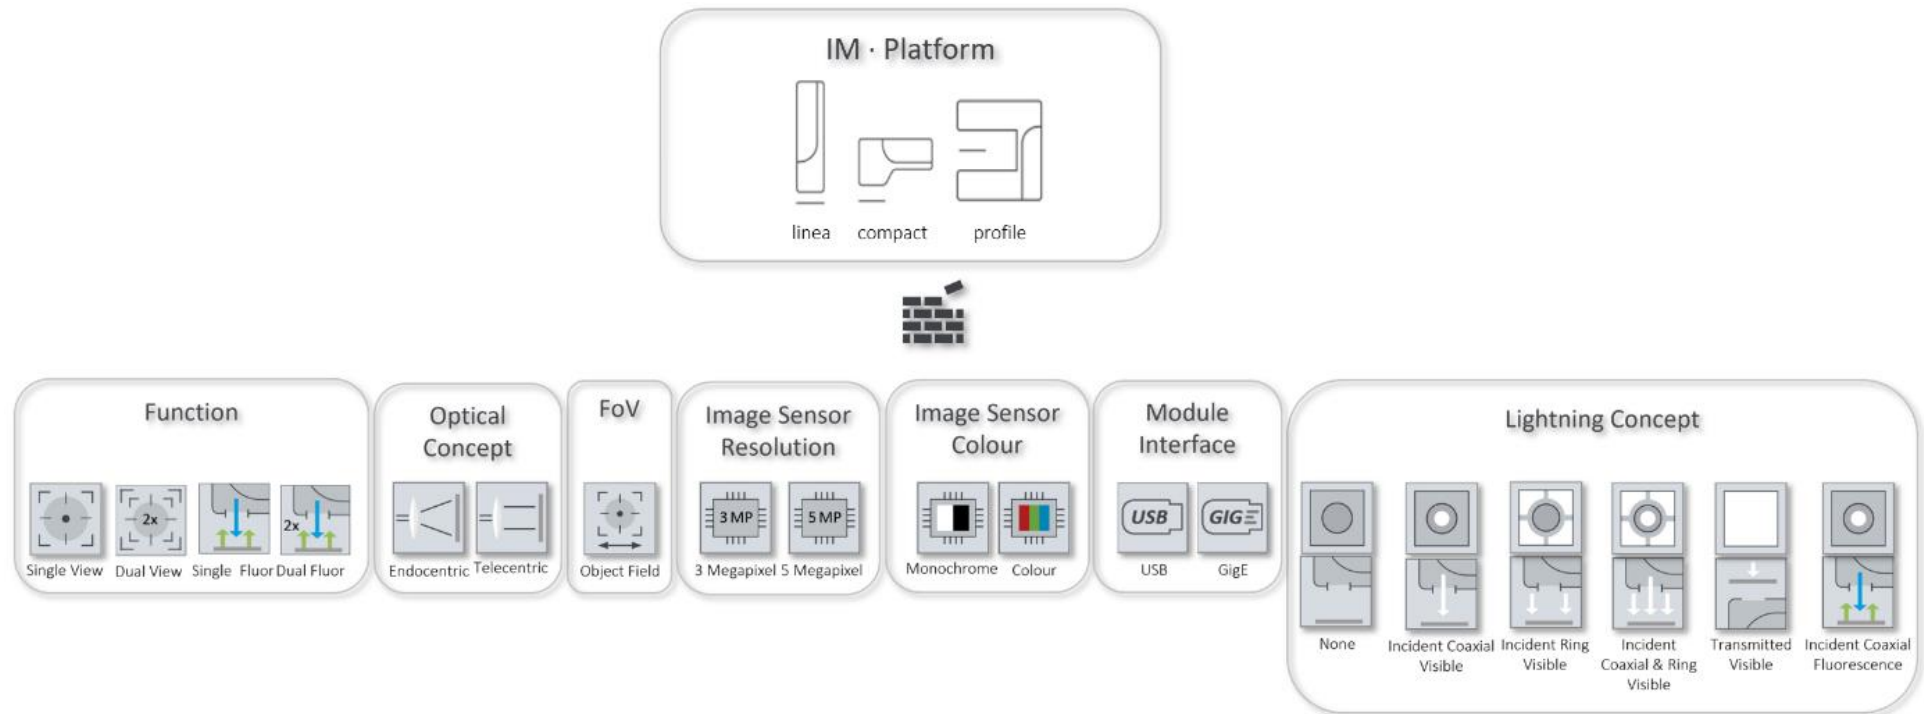 IM · Platform
linea
compact
profile
Function
2x
2x
Single View
Dual View
Single Fluor
Dual Fluor
Optical
Concept
Endocentric
Telecentric
FoV
Object Field
Image Sensor
Resolution
3 MP
5 MP
3 Megapixel
5 Megapixel
Image Sensor
Colour
Monochrome
Colour
Module
Interface
USB
GIGE
USB
GigE
Lightning Concept
None
Incident Coaxial
Visible
Incident Ring
Visible
Incident
Coaxial & Ring
Visible
Transmitted
Visible
Incident Coaxial
Fluorescence